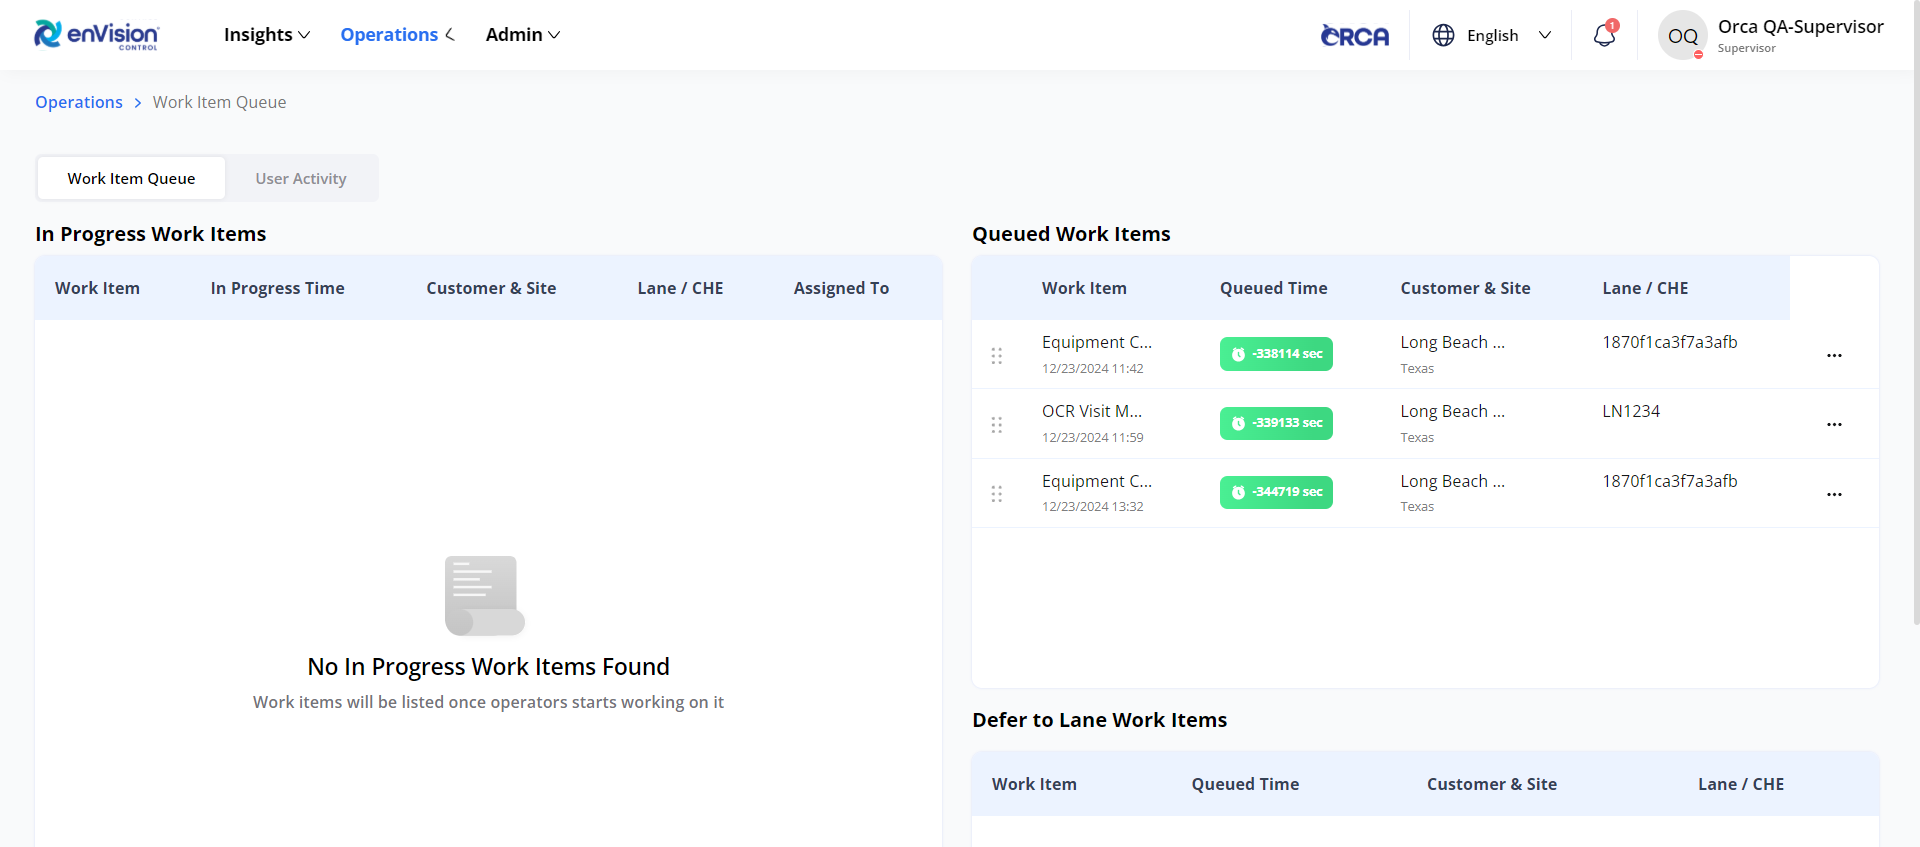 enVision
CONTROL
Insights
Operations
Admin
ORCA
English
1
OQ
Orca QA-Supervisor
Supervisor
Operations > Work Item Queue
Work Item Queue
User Activity
In Progress Work Items
Work Item In Progress Time Customer & Site Lane / CHE Assigned To
No In Progress Work Items Found
Work items will be listed once operators starts working on it
Queued Work Items
Work Item Queued Time Customer & Site Lane / CHE
Equipment C... -338114 sec Long Beach ... 1870f1ca3f7a3afb ...
12/23/2024 11:42 Texas
OCR Visit M... -339133 sec Long Beach ... LN1234 ...
12/23/2024 11:59 Texas
Equipment C... -344719 sec Long Beach ... 1870f1ca3f7a3afb ...
12/23/2024 13:32 Texas
Defer to Lane Work Items
Work Item Queued Time Customer & Site Lane / CHE